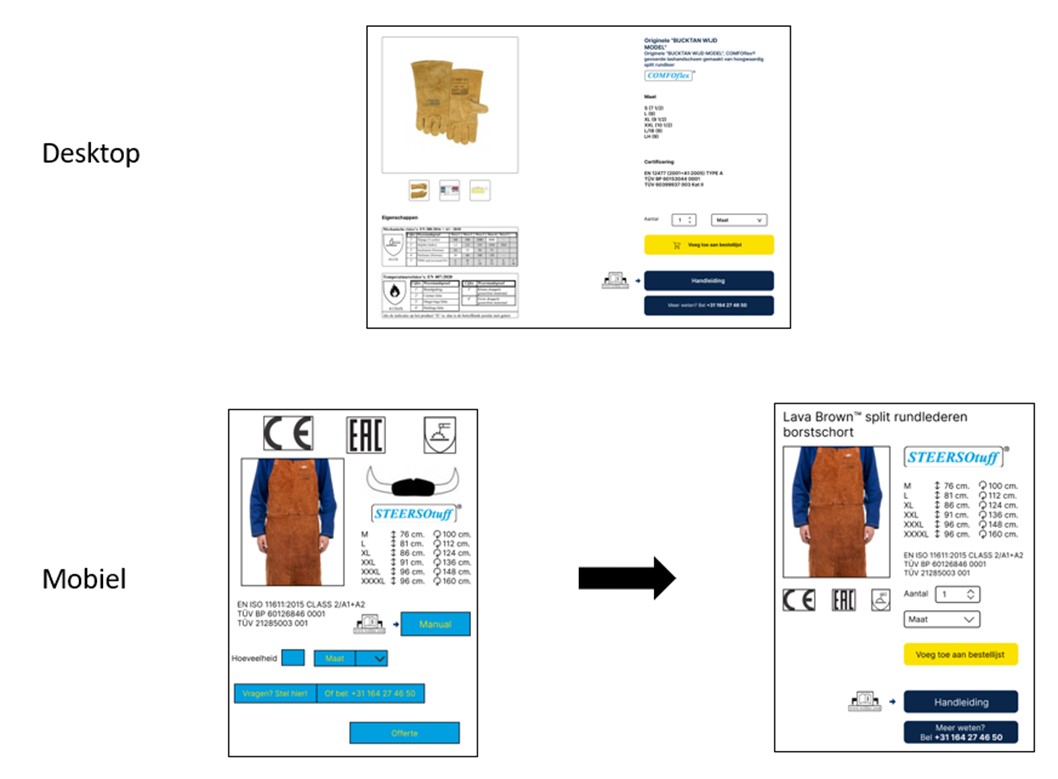 Desktop
Originele "BUCKTAN WIJD
MODEL"
Originele "BUCKTAN WIJD MODEL", COMFOflex®
gevoerde lashandschoen gemaakt van hoogwaardig
split rundleer
COMFOflex®
Maat
S (7 1/2)
L (9)
XL (9 1/2)
XXL (10 1/2)
L/18 (9)
LH (9)
Certificering
EN 12477 (2001+A1:2005) TYPE A
TÜV BP 60153044 0001
TÜV 60399937 003 Kat II
Aantal 1 Maat
Voeg toe aan bestellijst
Handleiding
Meer weten? Bel +31 164 27 46 50
Eigenschappen
Mobiel
CE EAC
STEERSOtuff®
M 76 cm. 100 cm.
L 81 cm. 112 cm.
XL 86 cm. 124 cm.
XXL 91 cm. 136 cm.
XXXL 96 cm. 148 cm.
XXXXL 96 cm. 160 cm.
EN ISO 11611:2015 CLASS 2/A1+A2
TÜV BP 60126846 0001
TÜV 21285003 001
Manual
Hoeveelheid Maat
Vragen? Stel hier! Of bel: +31 164 27 46 50
Offerte
Lava Brown™ split rundlederen
borstschort
STEERSOtuff®
M 76 cm. 100 cm.
L 81 cm. 112 cm.
XL 86 cm. 124 cm.
XXL 91 cm. 136 cm.
XXXL 96 cm. 148 cm.
XXXXL 96 cm. 160 cm.
EN ISO 11611:2015 CLASS 2/A1+A2
TÜV BP 60126846 0001
TÜV 21285003 001
CE EAC
Aantal 1
Maat
Voeg toe aan bestellijst
Handleiding
Meer weten?
Bel +31 164 27 46 50